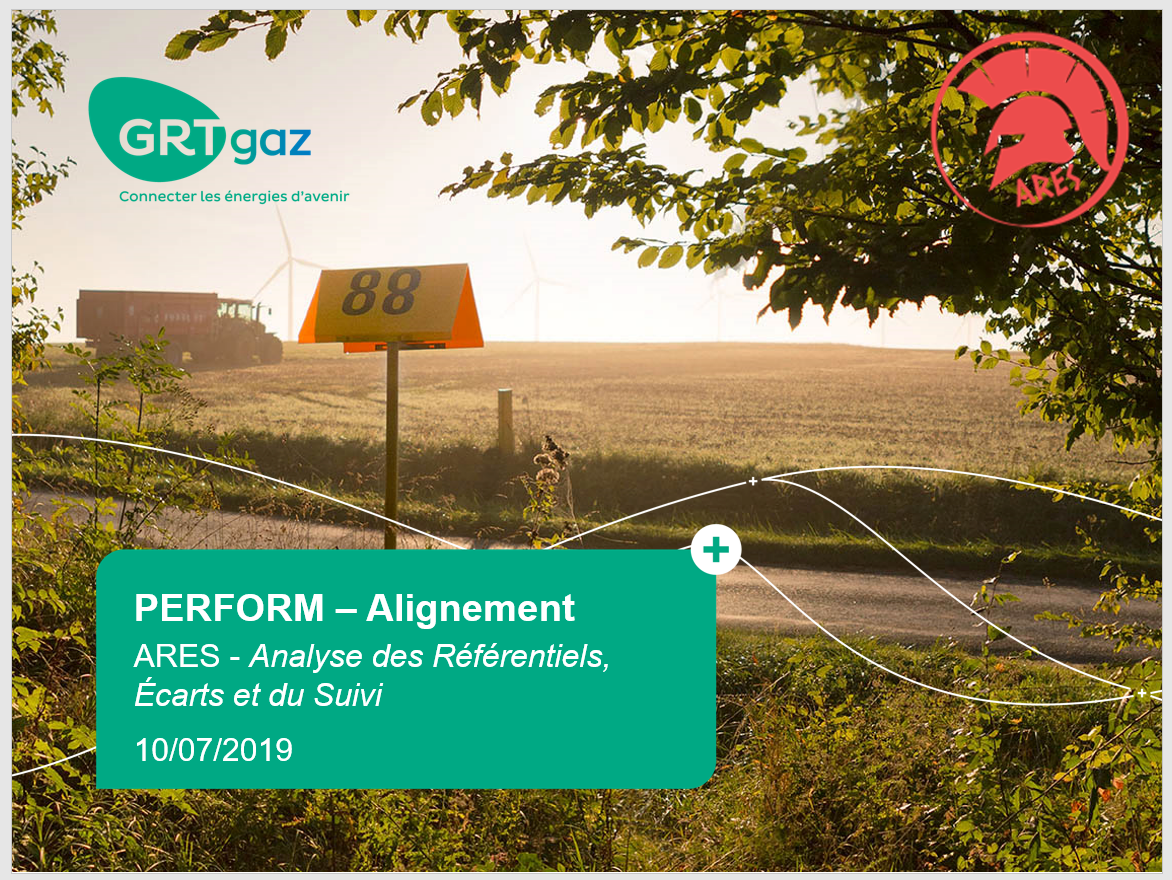 GRTgaz
Connecter les énergies d'avenir
ARES
88
PERFORM – Alignement
ARES - Analyse des Référentiels,
Écarts et du Suivi
10/07/2019